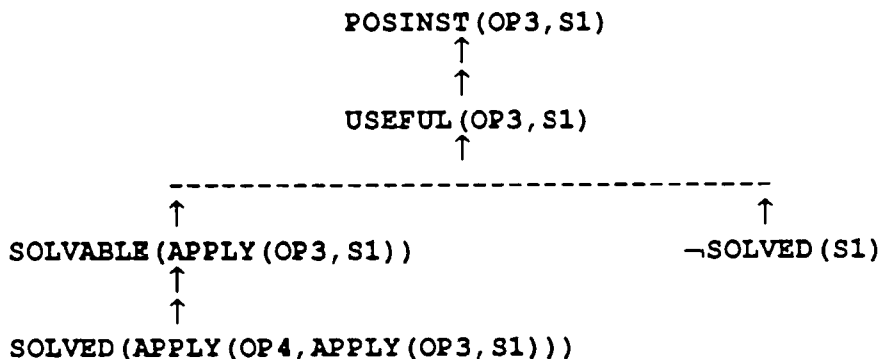 POSINST(OP3,S1)
↑
↑
USEFUL(OP3,S1)
↑
------------------------------------
↑ ↑
SOLVABLE(APPLY(OP3,S1)) ¬SOLVED(S1)
↑
↑
SOLVED(APPLY(OP4,APPLY(OP3,S1)))